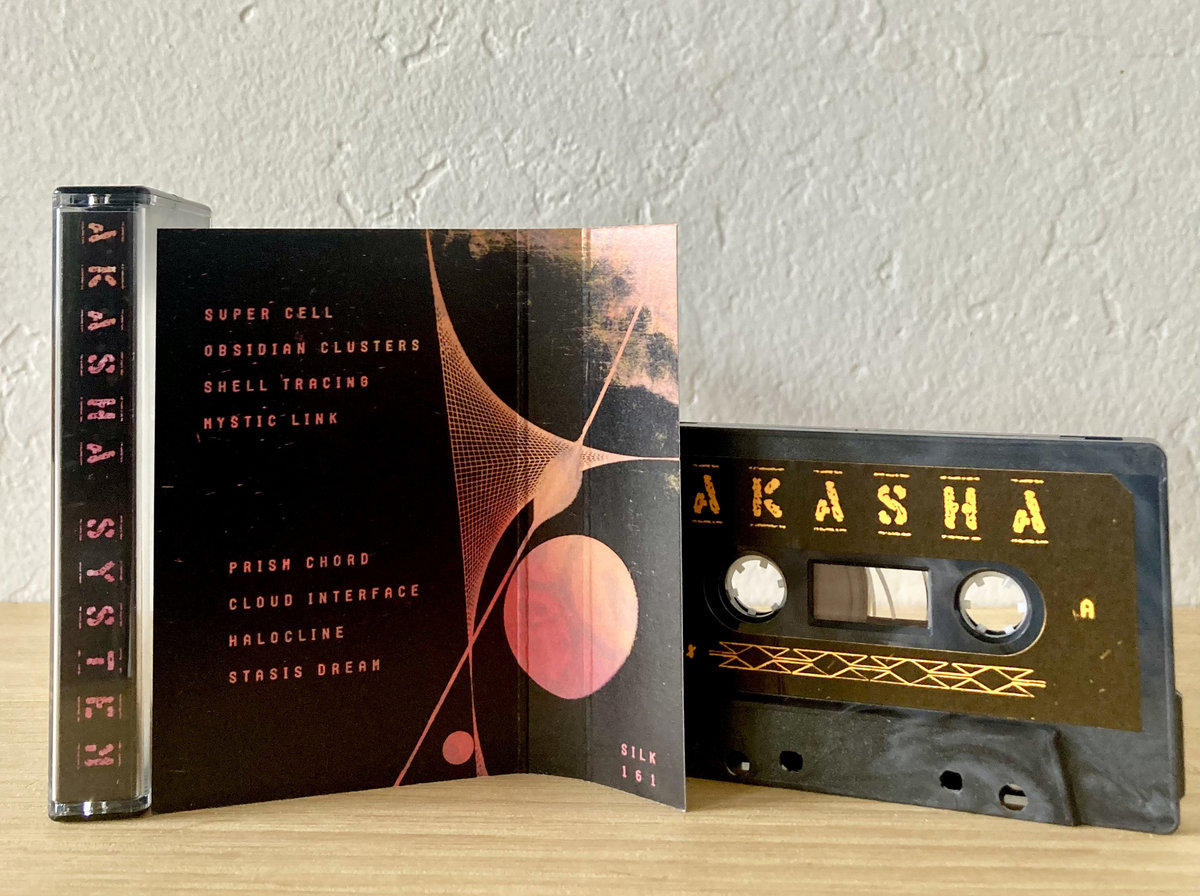 AKASHA SYSTEM
SUPER CELL
OBSIDIAN CLUSTERS
SHELL TRACING
MYSTIC LINK
PRISM CHORD
CLOUD INTERFACE
HALOCLINE
STASIS DREAM
SILK
161
AKASHA
A